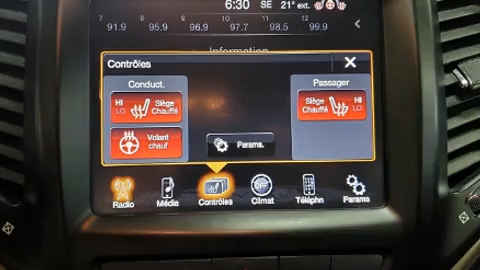 6:30 SE 21° ext.
7 8 9 10 11 12
91.9 95.9 96.9 97.7 98.5 99.9
Information
Contrôles X
Conduct. Passager
HI LO Siège Chauffé
Siège Chauffé HI LO
Volant chauf
Params.
OFF
Radio Média Contrôles Climat Téléphn Params